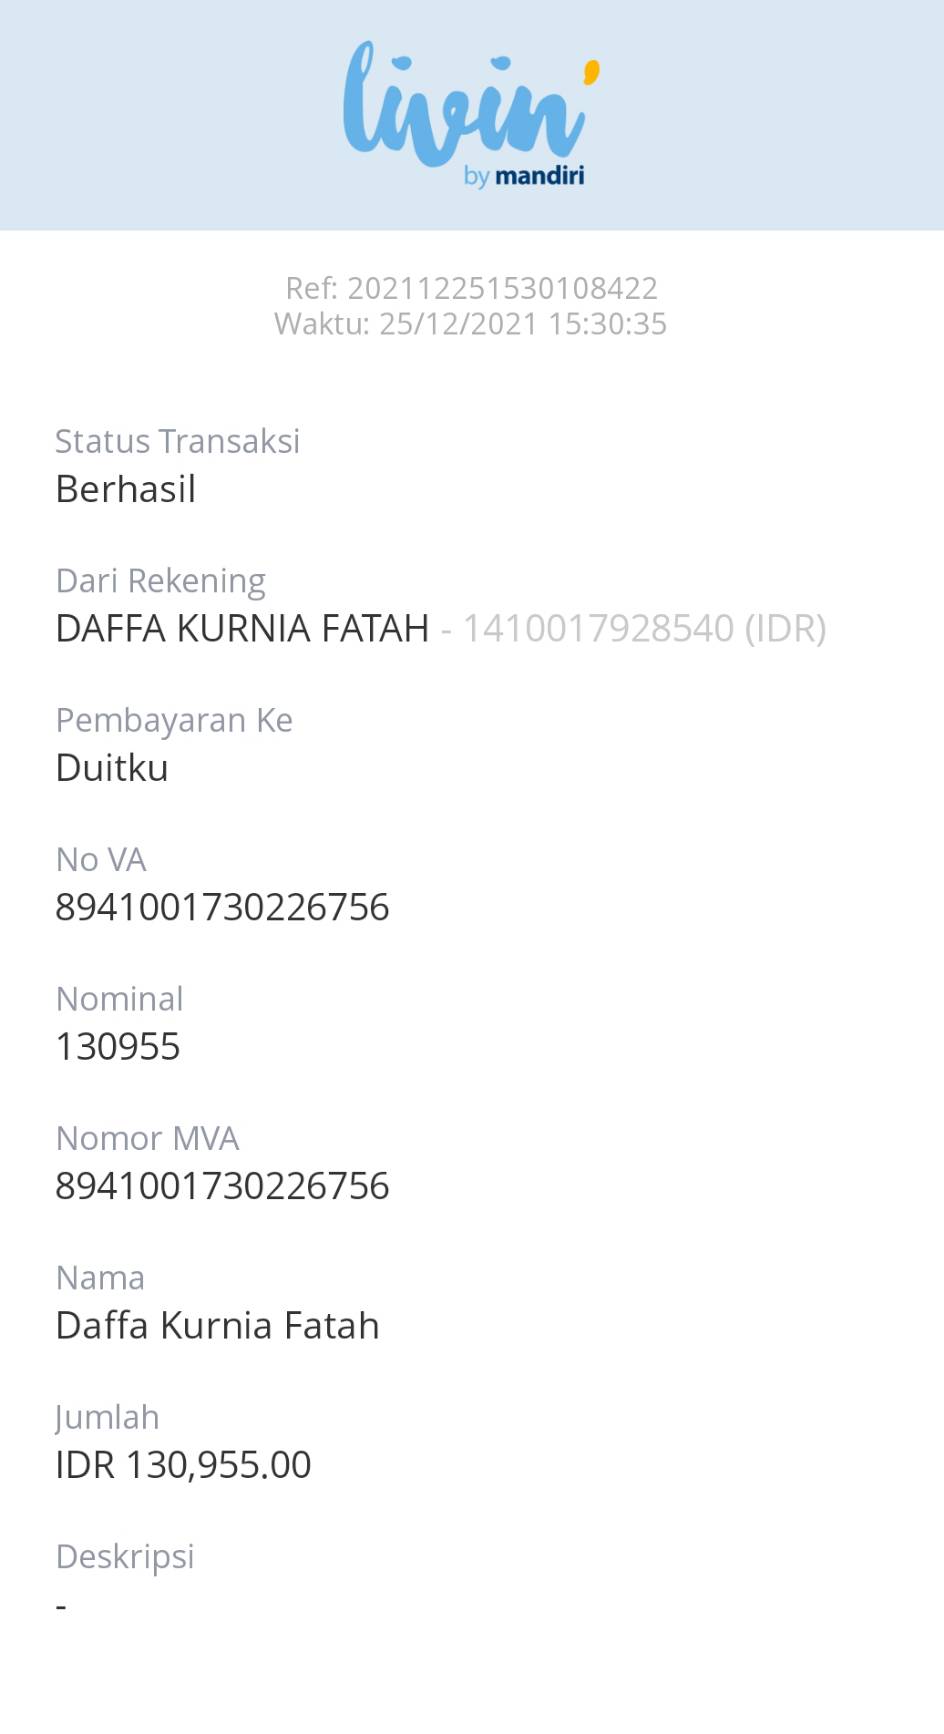 livin'
by mandiri
Ref: 202112251530108422
Waktu: 25/12/2021 15:30:35
Status Transaksi
Berhasil
Dari Rekening
DAFFA KURNIA FATAH - 1410017928540 (IDR)
Pembayaran Ke
Duitku
No VA
8941001730226756
Nominal
130955
Nomor MVA
8941001730226756
Nama
Daffa Kurnia Fatah
Jumlah
IDR 130,955.00
Deskripsi
-